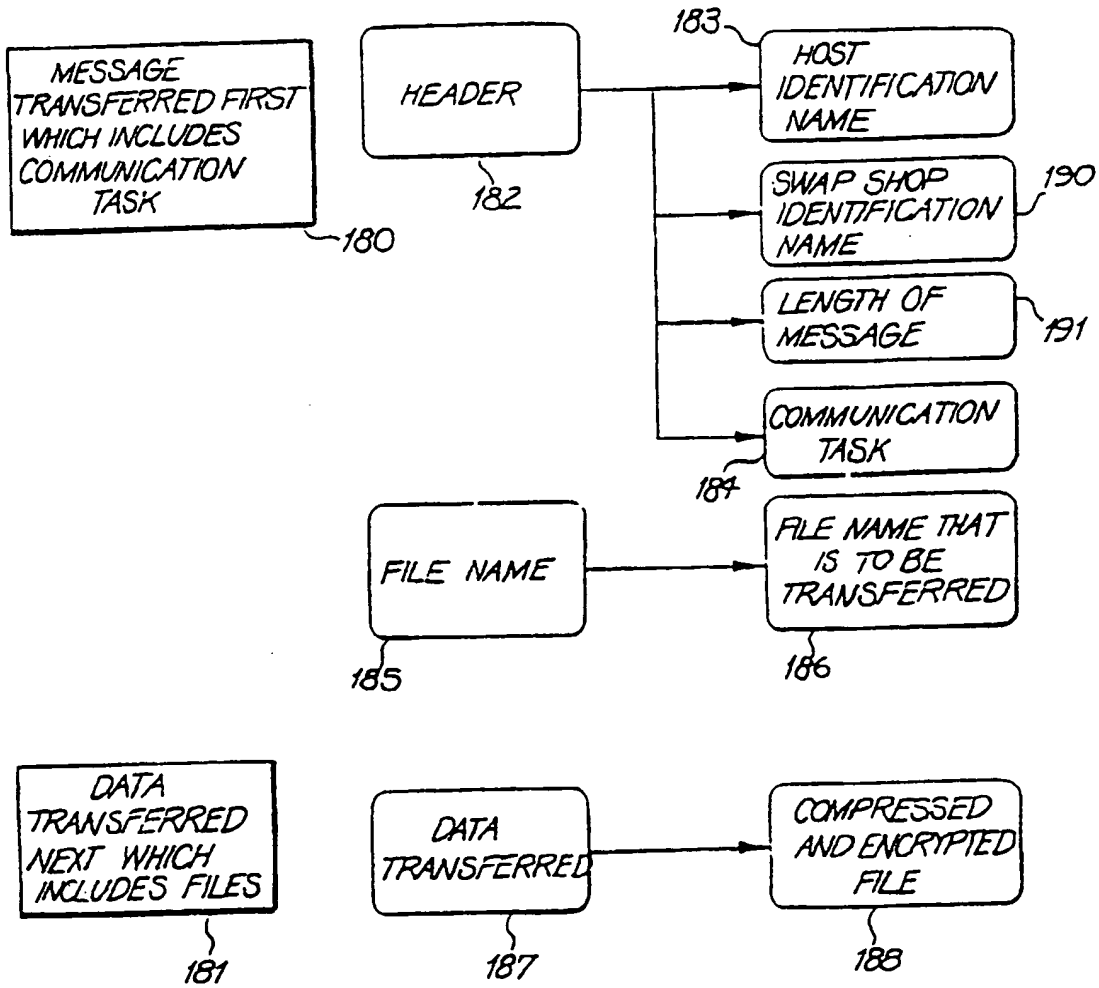 MESSAGE
TRANSFERRED FIRST
WHICH INCLUDES
COMMUNICATION
TASK
180
HEADER
182
183
HOST
IDENTIFICATION
NAME
SWAP SHOP
IDENTIFICATION
NAME
190
LENGTH OF
MESSAGE
191
COMMUNICATION
TASK
184
FILE NAME
185
FILE NAME THAT
IS TO BE
TRANSFERRED
186
DATA
TRANSFERRED
NEXT WHICH
INCLUDES FILES
181
DATA
TRANSFERRED
187
COMPRESSED
AND ENCRYPTED
FILE
188